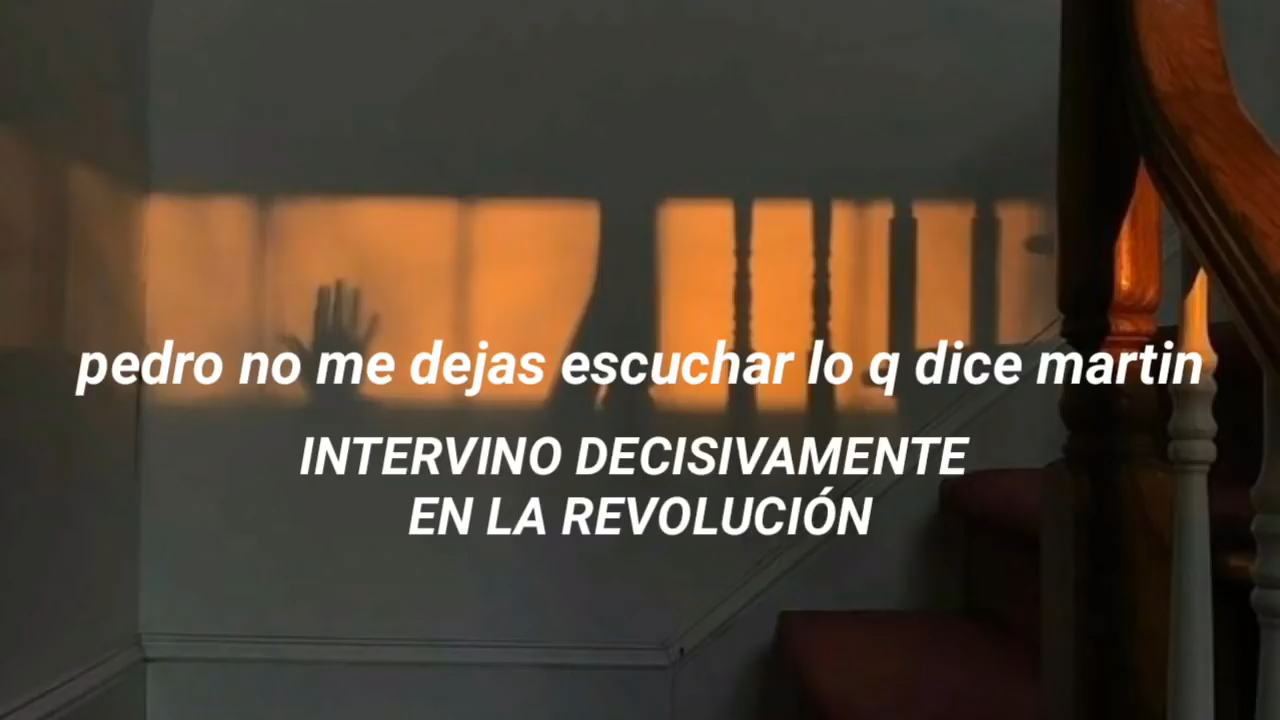 pedro no me dejas escuchar lo q dice martin
INTERVINO DECISIVAMENTE
EN LA REVOLUCIÓN